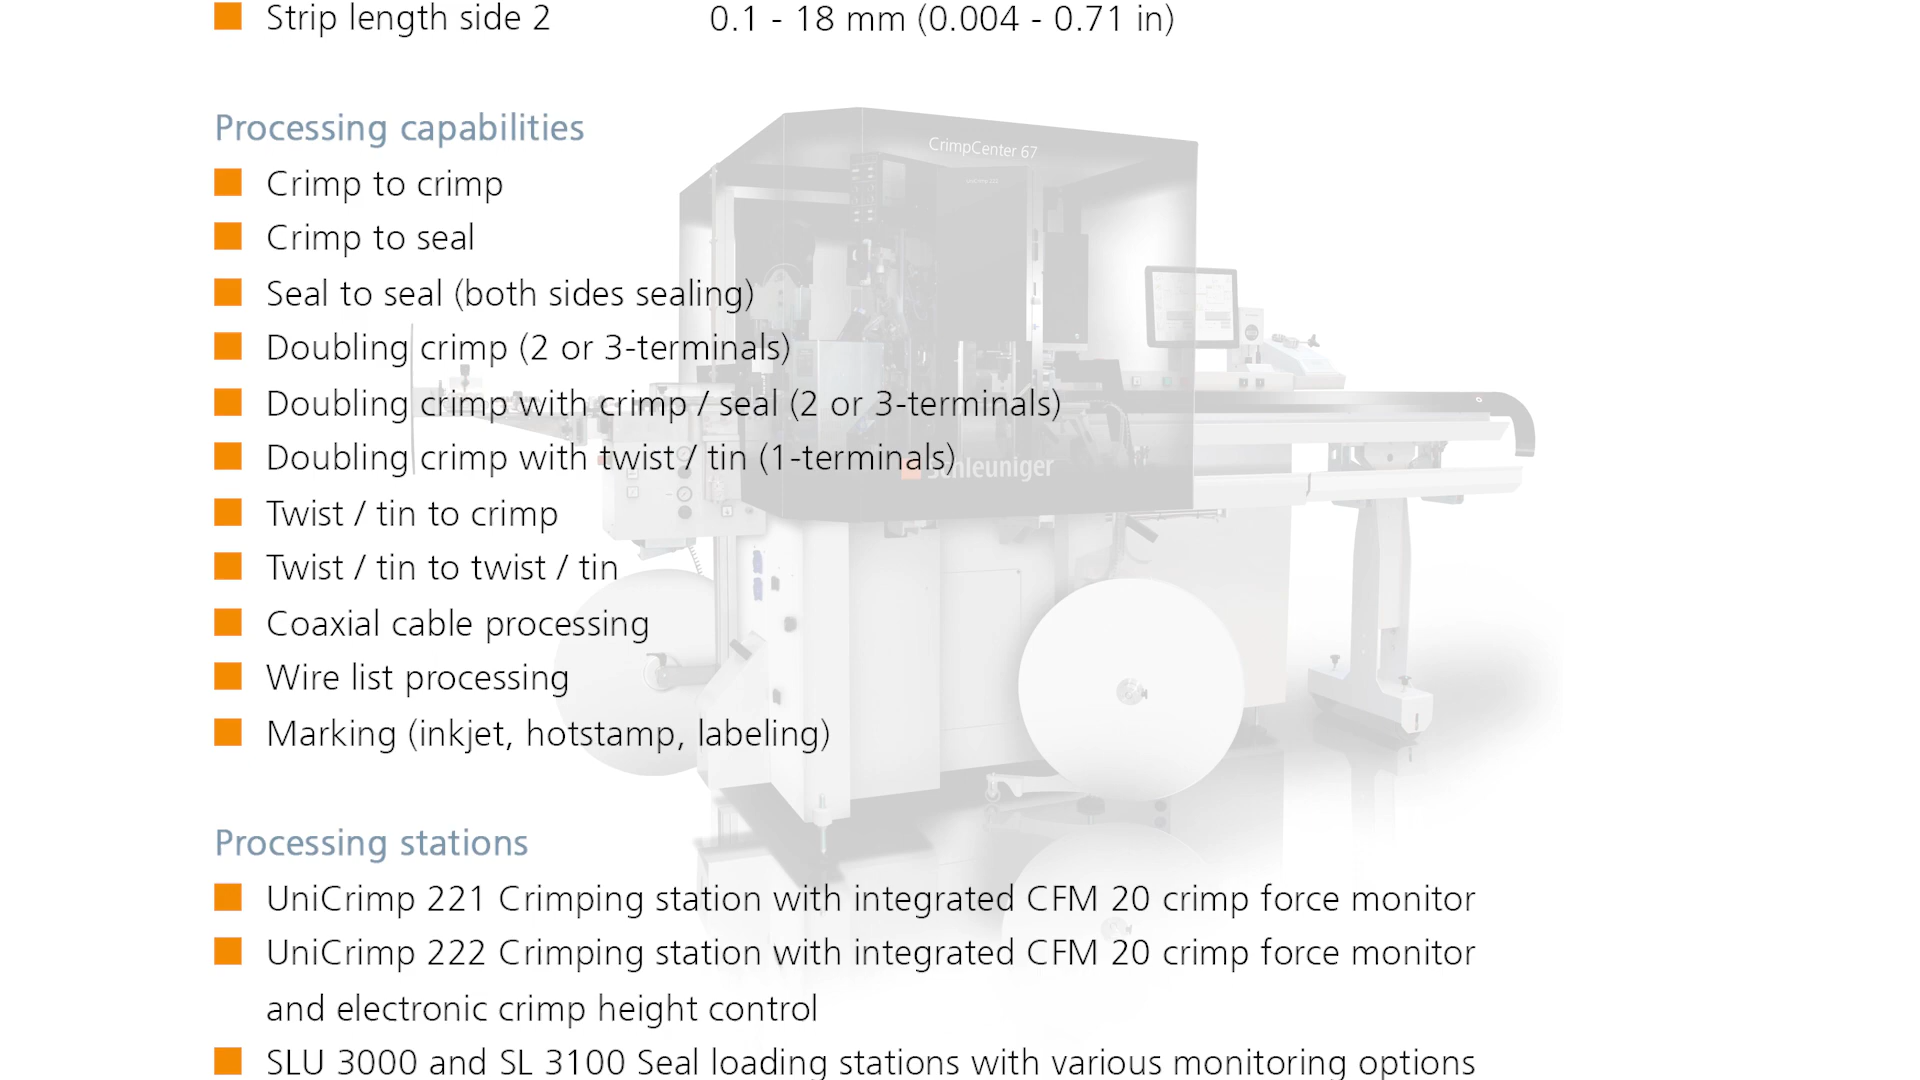 Strip length side 2 0.1 - 18 mm (0.004 - 0.71 in)
Processing capabilities
CrimpCenter 67
Crimp to crimp
Crimp to seal
Seal to seal (both sides sealing)
Doubling crimp (2 or 3-terminals)
Doubling crimp with crimp / seal (2 or 3-terminals)
Doubling crimp with twist / tin (1-terminals)
Schleuniger
Twist / tin to crimp
Twist / tin to twist / tin
Coaxial cable processing
Wire list processing
Marking (inkjet, hotstamp, labeling)
Processing stations
UniCrimp 221 Crimping station with integrated CFM 20 crimp force monitor
UniCrimp 222 Crimping station with integrated CFM 20 crimp force monitor
and electronic crimp height control
SLU 3000 and SL 3100 Seal loading stations with various monitoring options